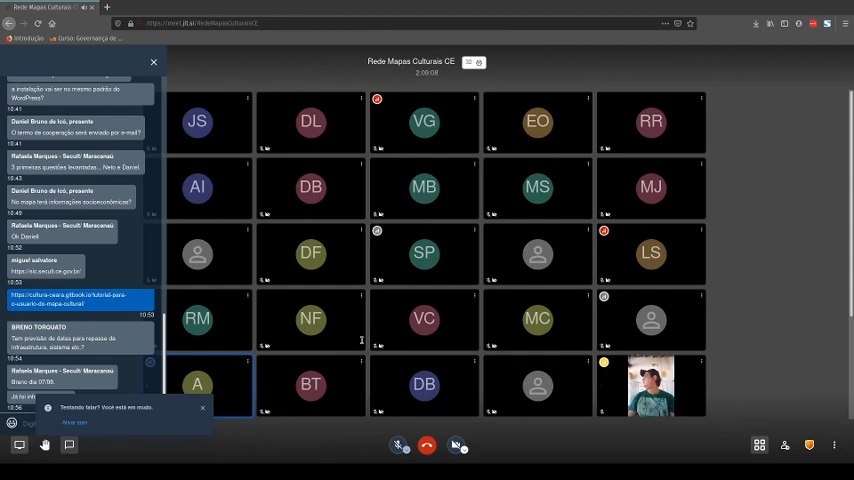 Rede Mapas Culturais CE
https://meet.jit.si/RedeMapasCulturaisCE
Introdução
Curso: Governança de ...
Rede Mapas Culturais CE
32
2:09:08
a instalação vai ser no mesmo padrão do
WordPress?
10:41
Daniel Bruno de Icó, presente
O termo de cooperação será enviado por e-mail?
10:41
Rafaela Marques - Secult/ Maracanaú
3 primeiras questões levantadas... Neto e Daniel
10:43
Daniel Bruno de Icó, presente
No mapa terá informações socioeconômicas?
10:49
Rafaela Marques - Secult/ Maracanaú
Ok Daniel!
10:52
miguel salvatore
https://sic.secult.ce.gov.br/
10:53
https://cultura-ceara.gitbook.io/tutorial-para-
o-usuario-do-mapa-cultural/
10:53
BRENO TORQUATO
Tem previsão de datas para repasse da
infraestrutura, sistema etc.?
10:54
Rafaela Marques - Secult/ Maracanaú
Breno dia 07/08.
Já foi
10:56
Tentando falar? Você está em mudo.
Ativar som
JS
DL
VG
EO
RR
AI
DB
MB
MS
MJ
DF
SP
LS
RM
NF
VC
MC
A
BT
DB